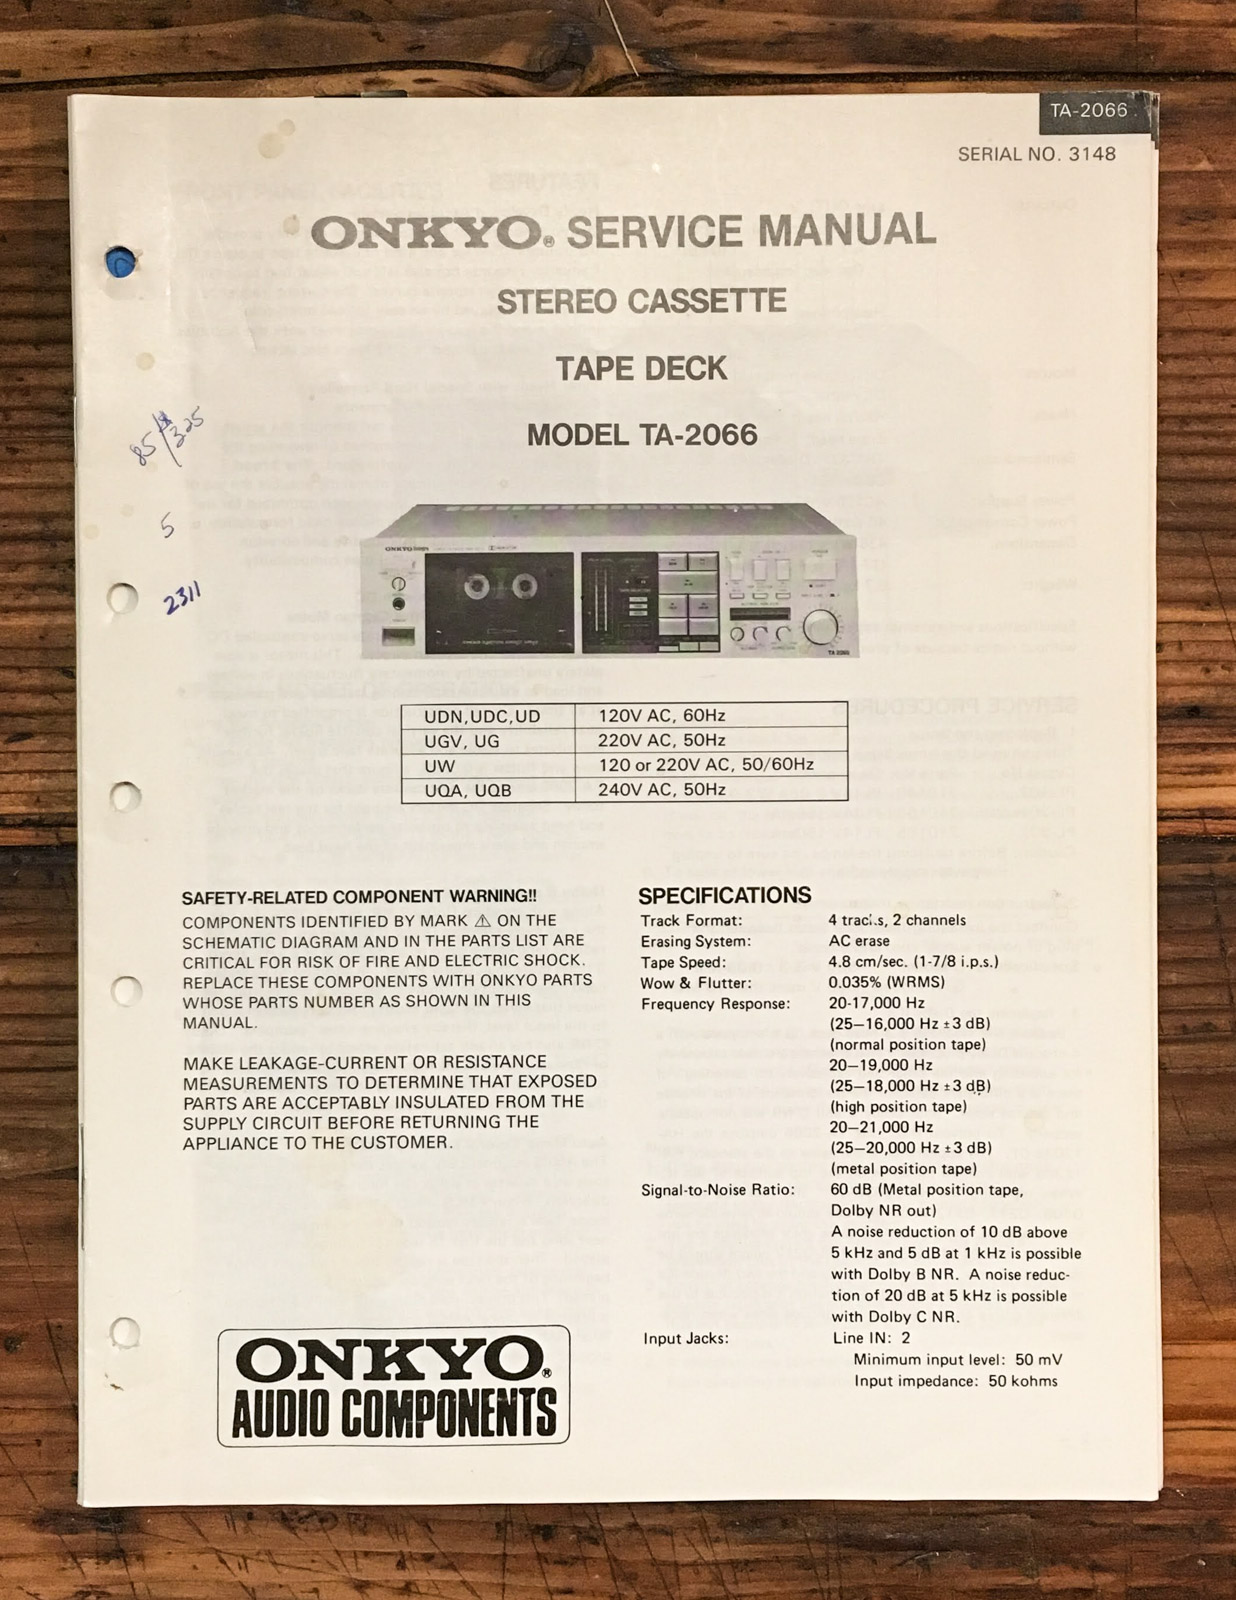 TA-2066
SERIAL NO. 3148
ONKYO® SERVICE MANUAL
STEREO CASSETTE
TAPE DECK
MODEL TA-2066
85/325
5
2311
ONKYO
TA-2066
UDN,UDC,UD 120V AC, 60Hz
UGV, UG 220V AC, 50Hz
UW 120 or 220V AC, 50/60Hz
UQA, UQB 240V AC, 50Hz
SAFETY-RELATED COMPONENT WARNING!!
COMPONENTS IDENTIFIED BY MARK ⚠ ON THE
SCHEMATIC DIAGRAM AND IN THE PARTS LIST ARE
CRITICAL FOR RISK OF FIRE AND ELECTRIC SHOCK.
REPLACE THESE COMPONENTS WITH ONKYO PARTS
WHOSE PARTS NUMBER AS SHOWN IN THIS
MANUAL.
MAKE LEAKAGE-CURRENT OR RESISTANCE
MEASUREMENTS TO DETERMINE THAT EXPOSED
PARTS ARE ACCEPTABLY INSULATED FROM THE
SUPPLY CIRCUIT BEFORE RETURNING THE
APPLIANCE TO THE CUSTOMER.
ONKYO®
AUDIO COMPONENTS
SPECIFICATIONS
Track Format: 4 tracks, 2 channels
Erasing System: AC erase
Tape Speed: 4.8 cm/sec. (1-7/8 i.p.s.)
Wow & Flutter: 0.035% (WRMS)
Frequency Response: 20-17,000 Hz
(25–16,000 Hz ±3 dB)
(normal position tape)
20–19,000 Hz
(25–18,000 Hz ±3 dB)
(high position tape)
20–21,000 Hz
(25–20,000 Hz ±3 dB)
(metal position tape)
Signal-to-Noise Ratio: 60 dB (Metal position tape,
Dolby NR out)
A noise reduction of 10 dB above
5 kHz and 5 dB at 1 kHz is possible
with Dolby B NR. A noise reduc-
tion of 20 dB at 5 kHz is possible
with Dolby C NR.
Input Jacks: Line IN: 2
Minimum input level: 50 mV
Input impedance: 50 kohms